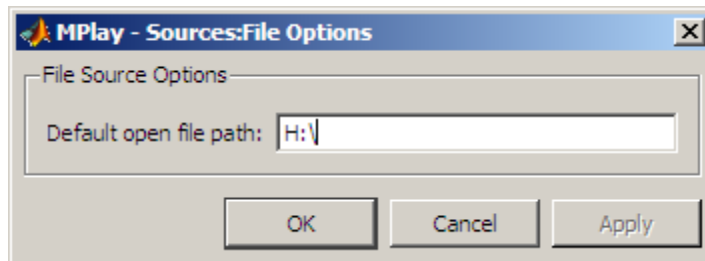 MPlay - Sources:File Options
File Source Options
Default open file path: H:\
OK Cancel Apply